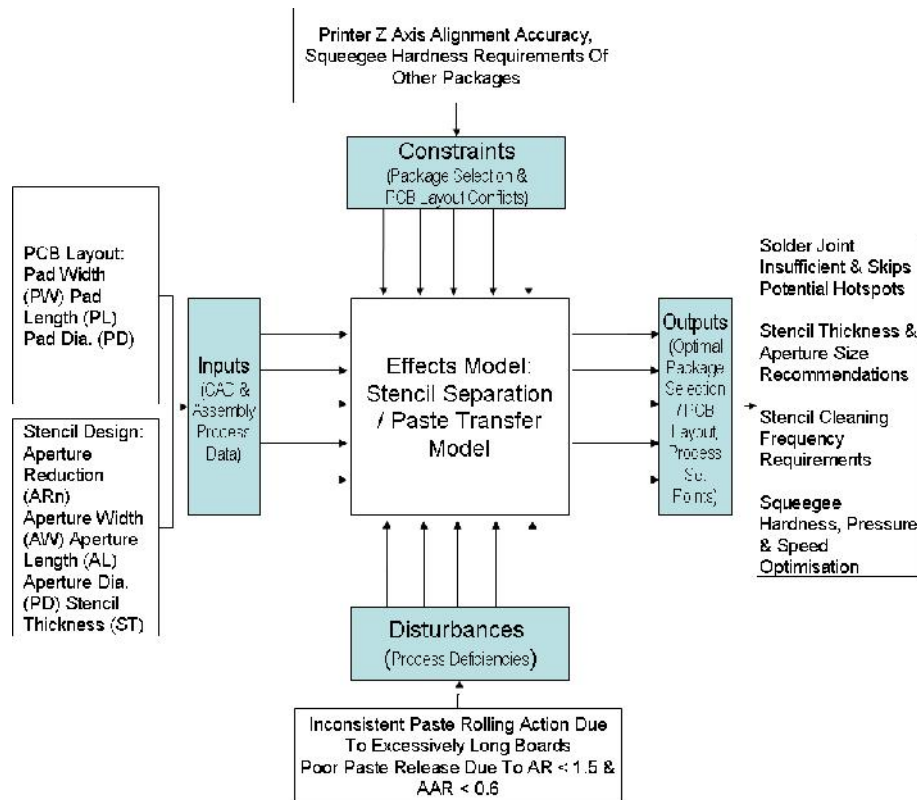 Printer Z Axis Alignment Accuracy,
Squeegee Hardness Requirements Of
Other Packages
Constraints
(Package Selection &
PCB Layout Conflicts)
PCB Layout:
Pad Width
(PW) Pad
Length (PL)
Pad Dia. (PD)
Stencil Design:
Aperture
Reduction
(ARn)
Aperture Width
(AW) Aperture
Length (AL)
Aperture Dia.
(PD) Stencil
Thickness (ST)
Inputs
(CAD &
Assembly
Process
Data)
Effects Model:
Stencil Separation
/ Paste Transfer
Model
Outputs
(Optimal
Package
Selection
/ PCB
Layout,
Process
Set
Points)
Solder Joint
Insufficient & Skips
Potential Hotspots
Stencil Thickness &
Aperture Size
Recommendations
Stencil Cleaning
Frequency
Requirements
Squeegee
Hardness, Pressure
& Speed
Optimisation
Disturbances
(Process Deficiencies)
Inconsistent Paste Rolling Action Due
To Excessively Long Boards
Poor Paste Release Due To AR < 1.5 &
AAR < 0.6